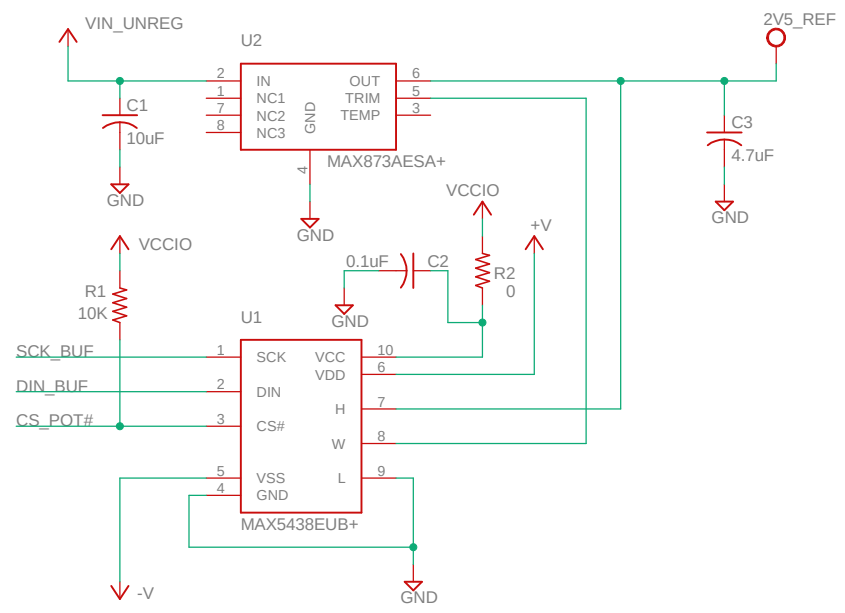 VIN_UNREG
2V5_REF
U2
2 IN OUT 6
1 NC1 TRIM 5
7 NC2 TEMP 3
8 NC3
GND
4
MAX873AESA+
C1
10uF
GND
C3
4.7uF
GND
GND
VCCIO
VCCIO
+V
0.1uF C2
R2
0
GND
R1
10K
U1
SCK_BUF 1 SCK VCC 10
VDD 6
DIN_BUF 2 DIN
H 7
CS_POT# 3 CS#
W 8
5 VSS L 9
4 GND
MAX5438EUB+
-V
GND